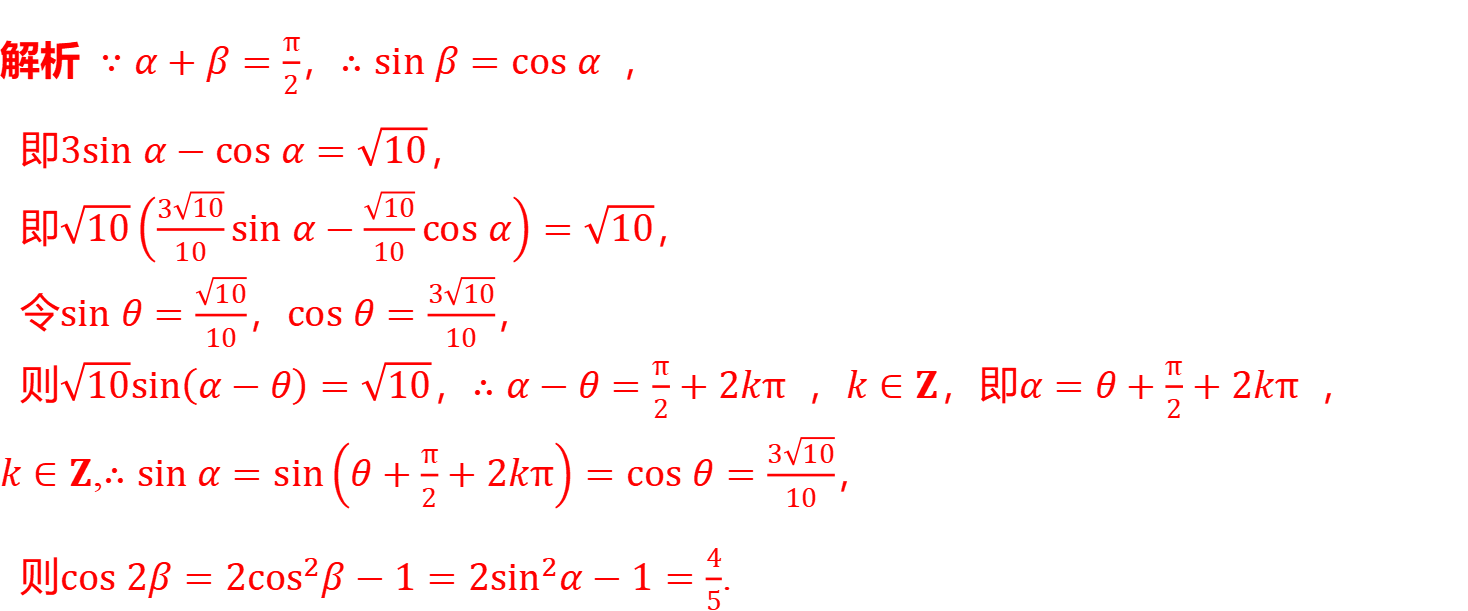 解析 ∵ α + β = π/2, ∴ sin β = cos α ,
即3sin α − cos α = √10,
即√10(3√10/10 sin α − √10/10 cos α) = √10,
令sin θ = √10/10, cos θ = 3√10/10,
则√10sin(α − θ) = √10, ∴ α − θ = π/2 + 2kπ , k ∈ Z, 即α = θ + π/2 + 2kπ ,
k ∈ Z,∴ sin α = sin(θ + π/2 + 2kπ) = cos θ = 3√10/10,
则cos 2β = 2cos²β − 1 = 2sin²α − 1 = 4/5.